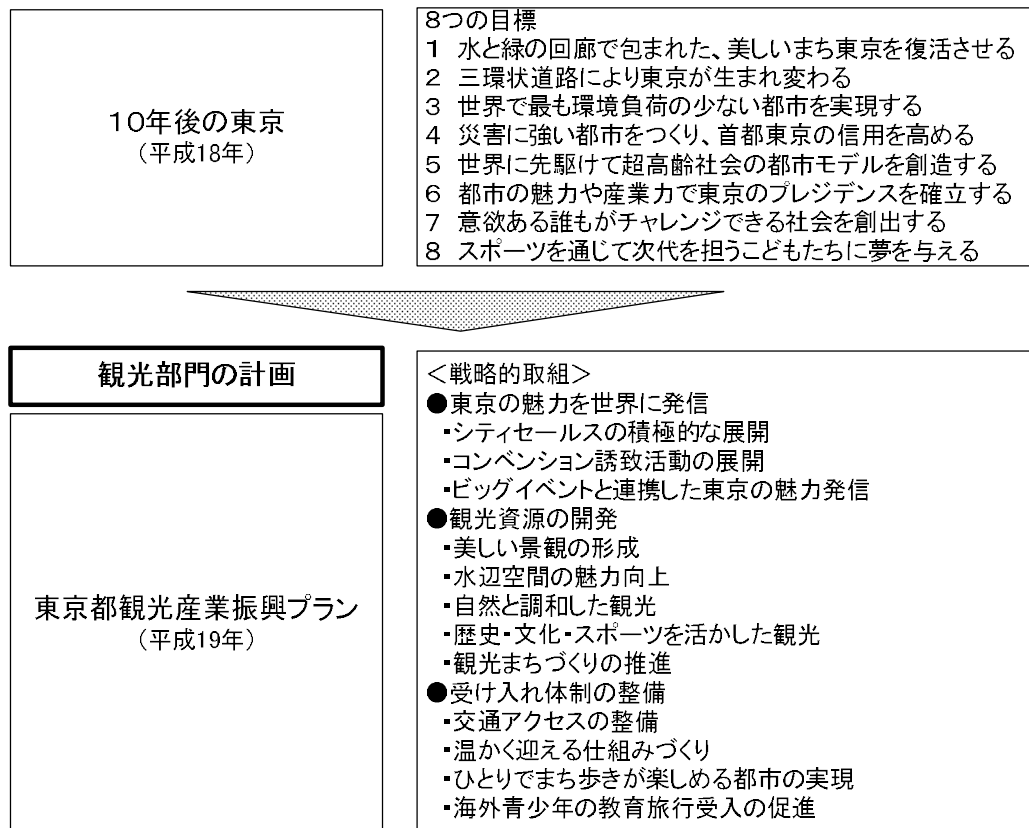 10年後の東京
(平成18年)
8つの目標
1 水と緑の回廊で包まれた、美しいまち東京を復活させる
2 三環状道路により東京が生まれ変わる
3 世界で最も環境負荷の少ない都市を実現する
4 災害に強い都市をつくり、首都東京の信用を高める
5 世界に先駆けて超高齢社会の都市モデルを創造する
6 都市の魅力や産業力で東京のプレジデンスを確立する
7 意欲ある誰もがチャレンジできる社会を創出する
8 スポーツを通じて次代を担うこどもたちに夢を与える
観光部門の計画
東京都観光産業振興プラン
(平成19年)
<戦略的取組>
●東京の魅力を世界に発信
・シティセールスの積極的な展開
・コンベンション誘致活動の展開
・ビッグイベントと連携した東京の魅力発信
●観光資源の開発
・美しい景観の形成
・水辺空間の魅力向上
・自然と調和した観光
・歴史・文化・スポーツを活かした観光
・観光まちづくりの推進
●受け入れ体制の整備
・交通アクセスの整備
・温かく迎える仕組みづくり
・ひとりでまち歩きが楽しめる都市の実現
・海外青少年の教育旅行受入の促進